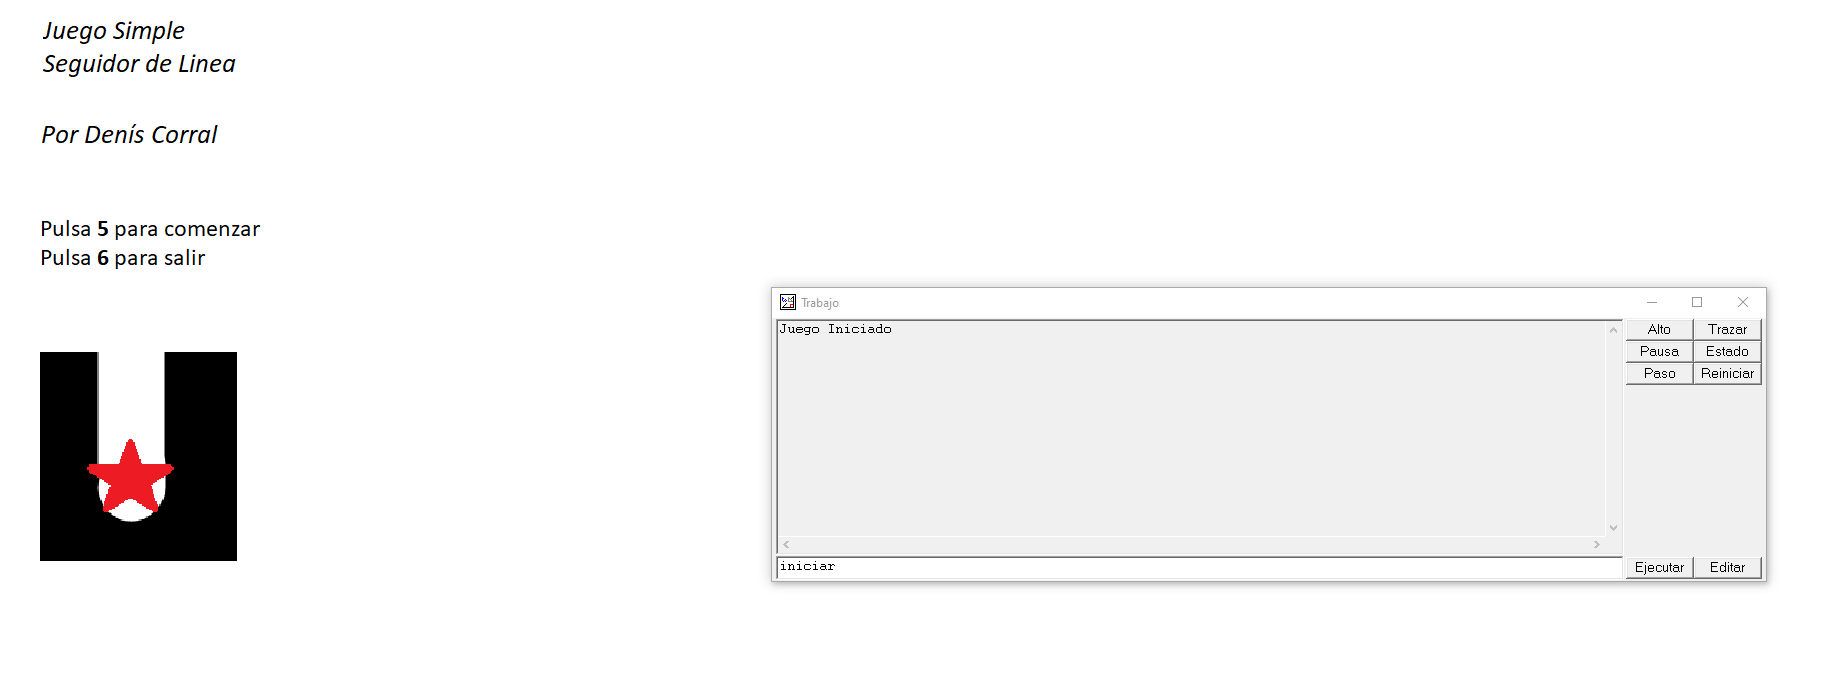 Juego Simple
Seguidor de Linea
Por Denís Corral
Pulsa 5 para comenzar
Pulsa 6 para salir
Trabajo
Juego Iniciado
Alto Trazar
Pausa Estado
Paso Reiniciar
iniciar
Ejecutar Editar